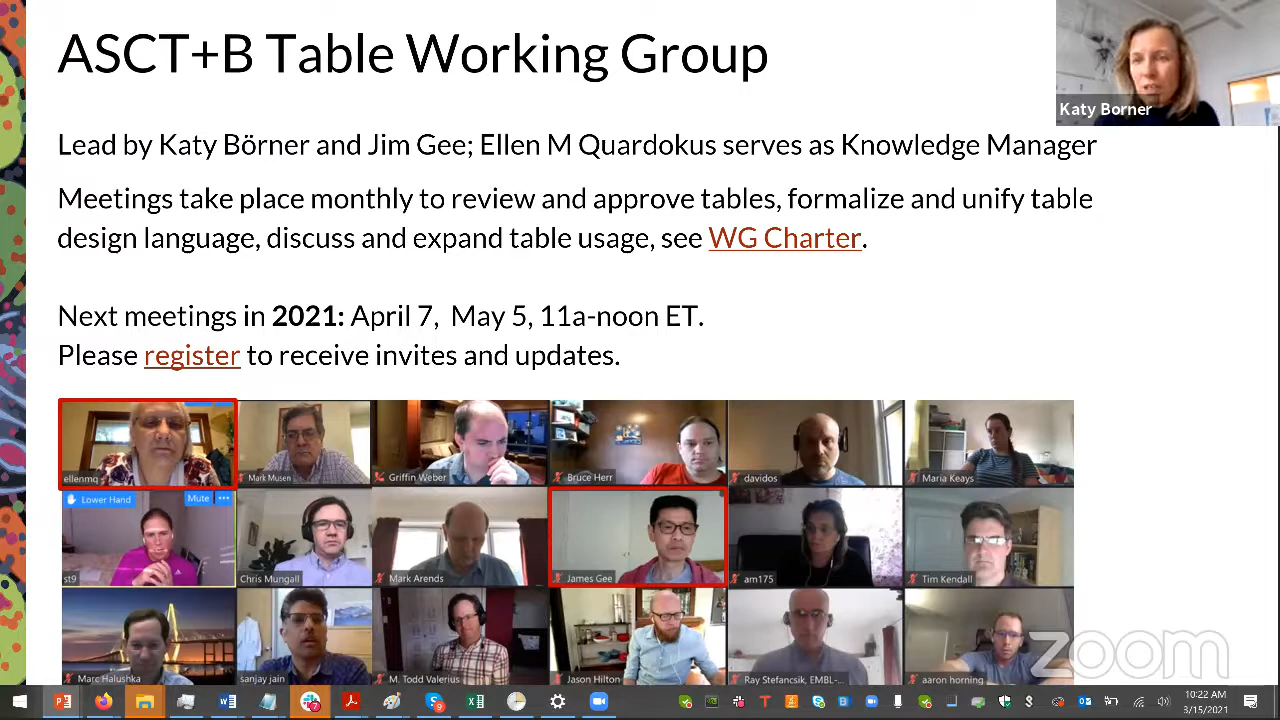 ASCT+B Table Working Group
Katy Borner
Lead by Katy Börner and Jim Gee; Ellen M Quardokus serves as Knowledge Manager
Meetings take place monthly to review and approve tables, formalize and unify table
design language, discuss and expand table usage, see WG Charter.
Next meetings in 2021: April 7, May 5, 11a-noon ET.
Please register to receive invites and updates.
ellenmq
Mark Musen
Griffin Weber
Bruce Herr
davidos
Maria Keays
Lower Hand
Mute
st9
Chris Mungall
Mark Arends
James Gee
am175
Tim Kendall
Marc Halushka
sanjay jain
M. Todd Valerius
Jason Hilton
Ray Stefancsik, EMBL-...
aaron horning
zoom
10:22 AM
3/15/2021